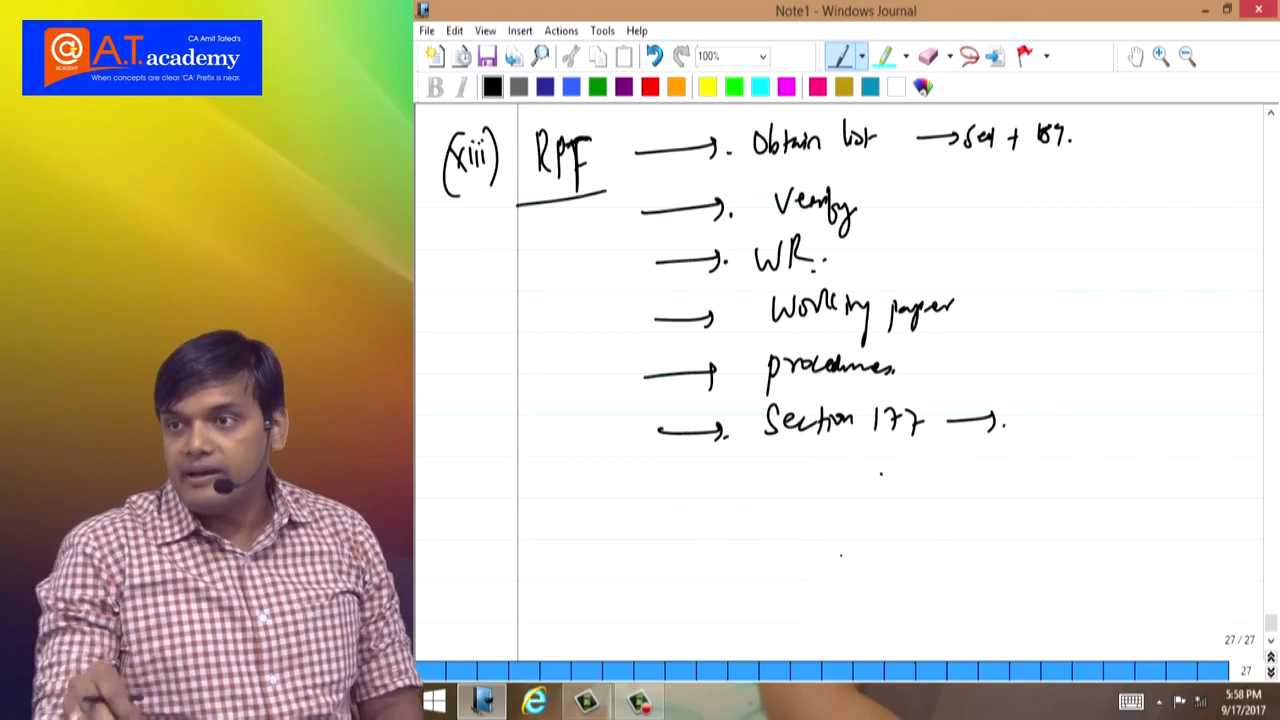 CA Amit Tated's
@ A.T. academy
ACADEMY
When concepts are clear 'CA' Prefix is near.
Note1 - Windows Journal
File Edit View Insert Actions Tools Help
100%
B I
(xiii) RPT → Obtain list →
→ Verify
→ WR.
→ Working paper
→ procedures.
→ Section 177 →
27 / 27
27
5:58 PM
9/17/2017